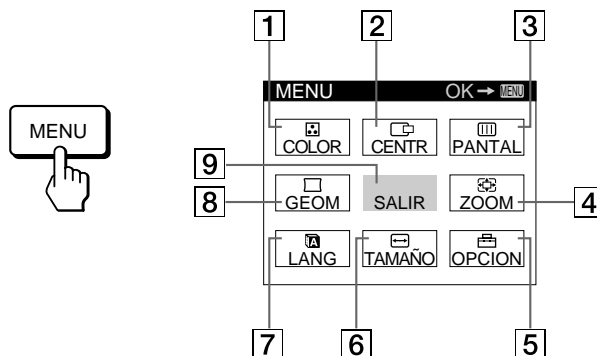 1 2 3
MENU OK → MENU
MENU
COLOR CENTR PANTAL
9
8 GEOM SALIR ZOOM 4
LANG TAMAÑO OPCION
7 6 5